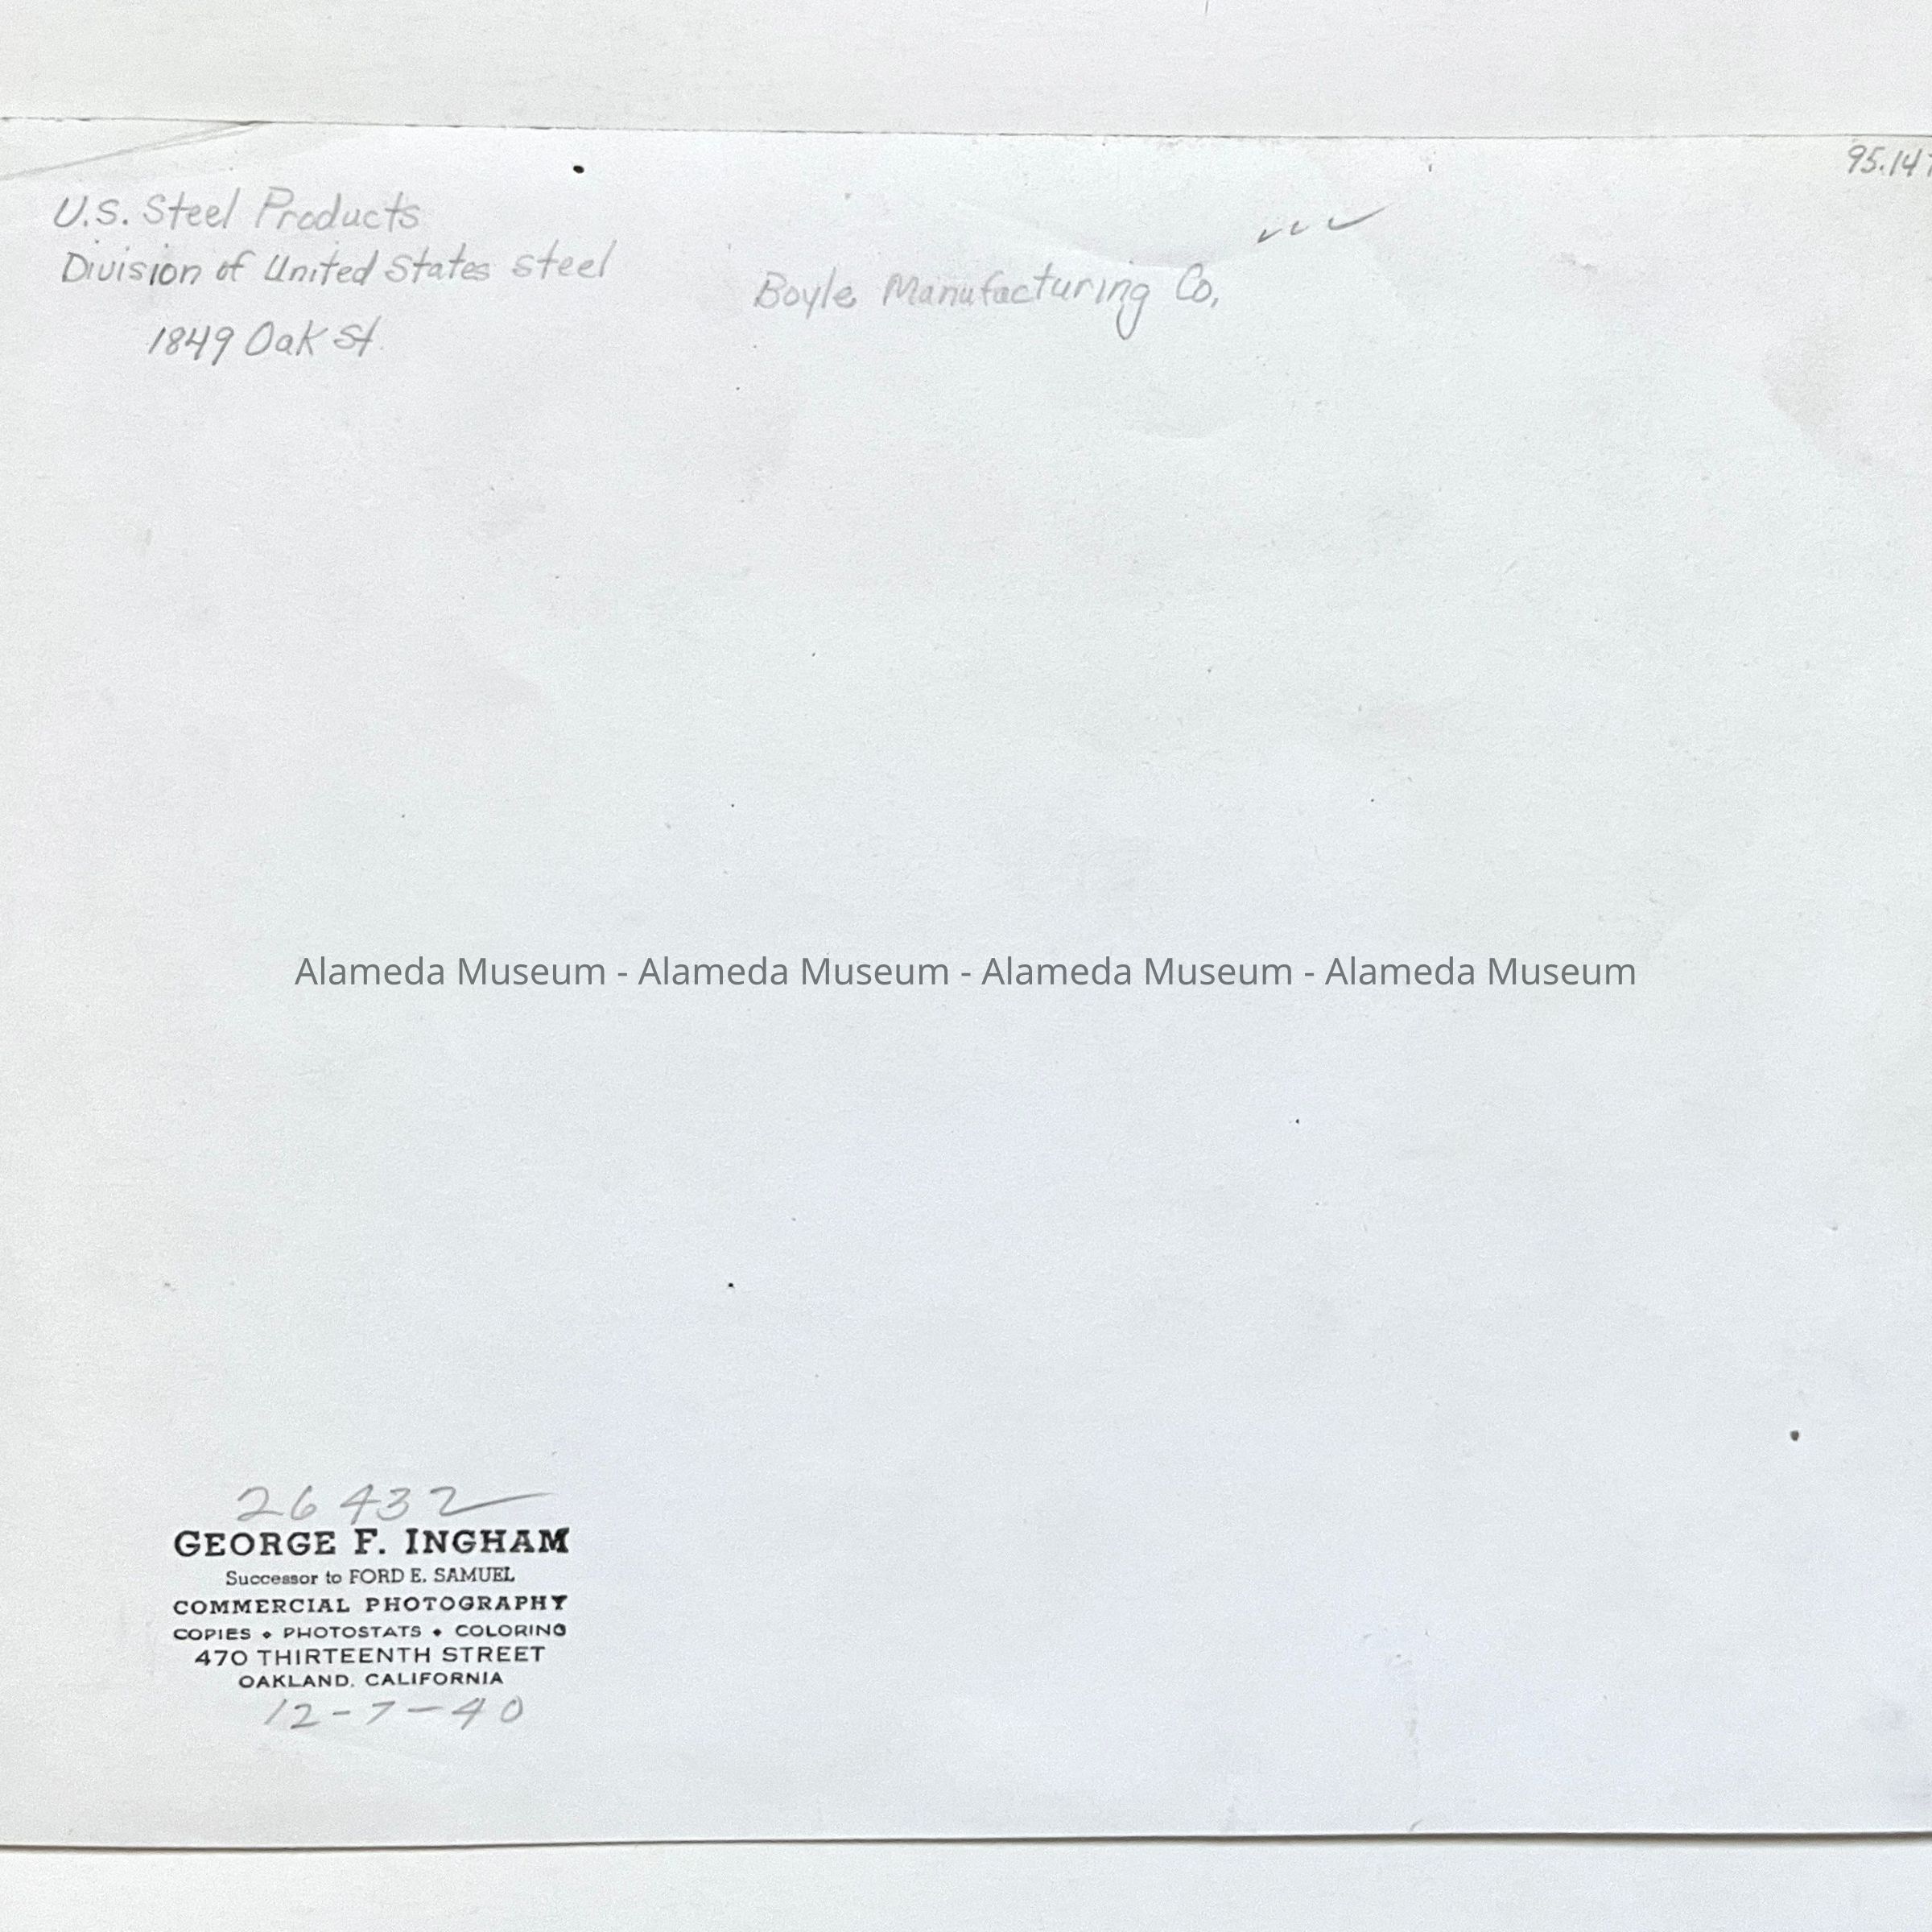 95.147
U.S. Steel Products
Division of United States Steel
1849 Oak St.
Boyle Manufacturing Co,
Alameda Museum - Alameda Museum - Alameda Museum - Alameda Museum
26432
GEORGE F. INGHAM
Successor to FORD E. SAMUEL
COMMERCIAL PHOTOGRAPHY
COPIES • PHOTOSTATS • COLORING
470 THIRTEENTH STREET
OAKLAND, CALIFORNIA
12-7-40